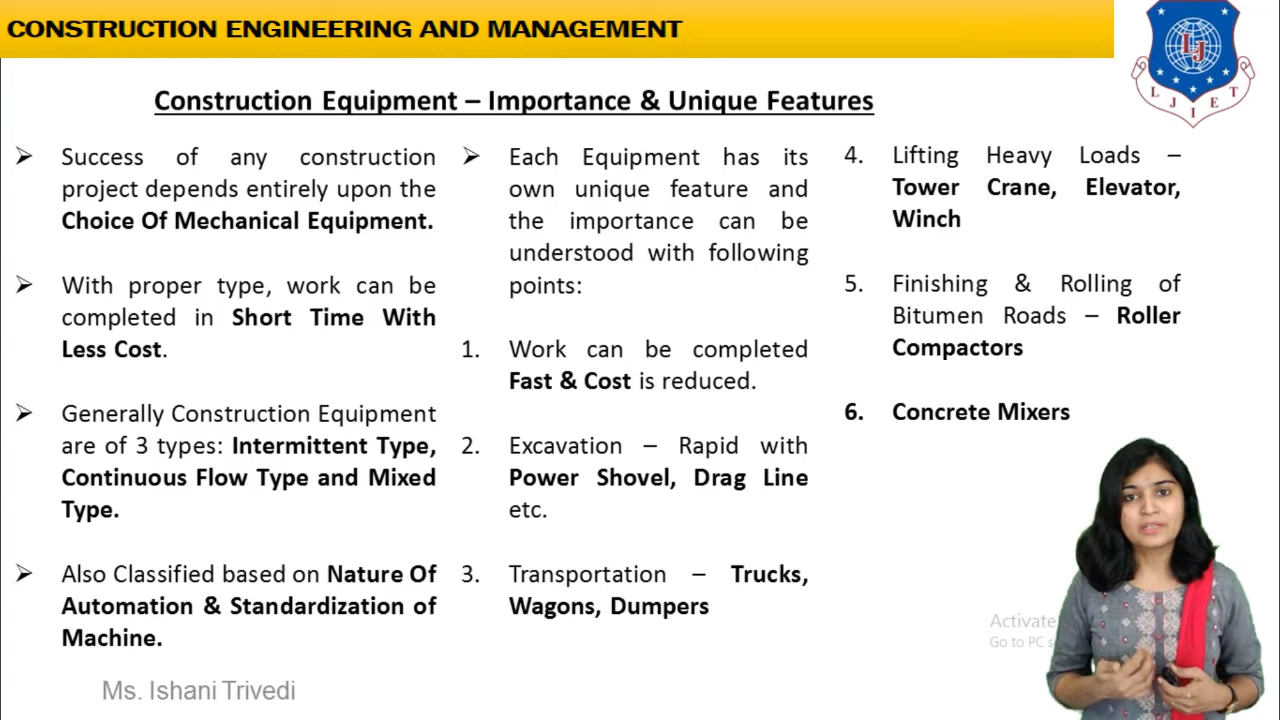 CONSTRUCTION ENGINEERING AND MANAGEMENT
LJ
L J I E T
Construction Equipment – Importance & Unique Features
➢ Success of any construction
project depends entirely upon the
Choice Of Mechanical Equipment.
➢ With proper type, work can be
completed in Short Time With
Less Cost.
➢ Generally Construction Equipment
are of 3 types: Intermittent Type,
Continuous Flow Type and Mixed
Type.
➢ Also Classified based on Nature Of
Automation & Standardization of
Machine.
➢ Each Equipment has its
own unique feature and
the importance can be
understood with following
points:
1. Work can be completed
Fast & Cost is reduced.
2. Excavation – Rapid with
Power Shovel, Drag Line
etc.
3. Transportation – Trucks,
Wagons, Dumpers
4. Lifting Heavy Loads –
Tower Crane, Elevator,
Winch
5. Finishing & Rolling of
Bitumen Roads – Roller
Compactors
6. Concrete Mixers
Activate
Go to PC s
Ms. Ishani Trivedi